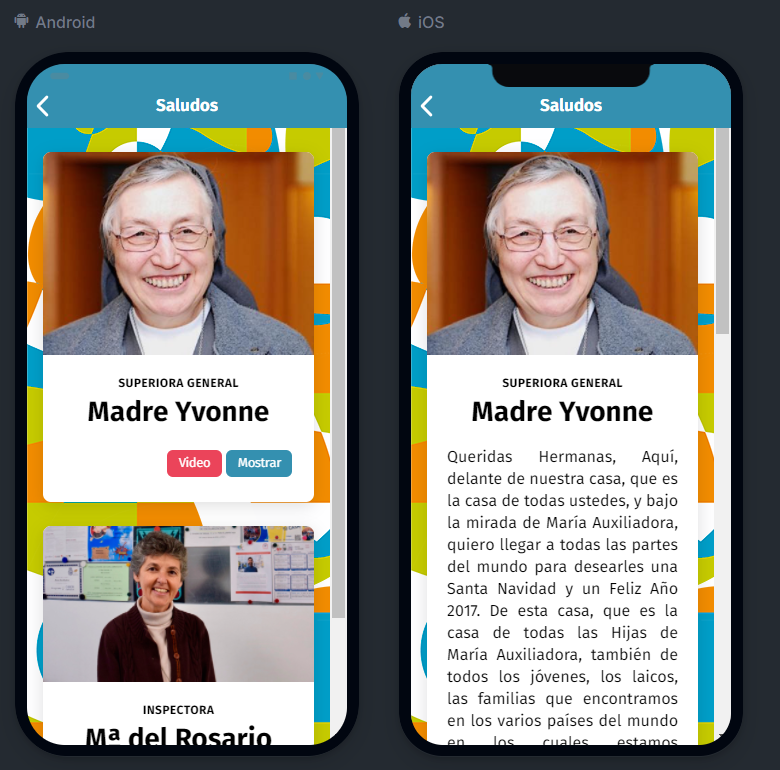 Android
Saludos
SUPERIORA GENERAL
Madre Yvonne
Video
Mostrar
INSPECTORA
Mª del Rosario
iOS
Saludos
SUPERIORA GENERAL
Madre Yvonne
Queridas Hermanas, Aquí,
delante de nuestra casa, que es
la casa de todas ustedes, y bajo
la mirada de María Auxiliadora,
quiero llegar a todas las partes
del mundo para desearles una
Santa Navidad y un Feliz Año
2017. De esta casa, que es la
casa de todas las Hijas de
María Auxiliadora, también de
todos los jóvenes, los laicos,
las familias que encontramos
en los varios países del mundo
en los cuales estamos